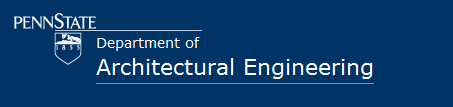 PENNSTATE
1855
Department of
Architectural Engineering